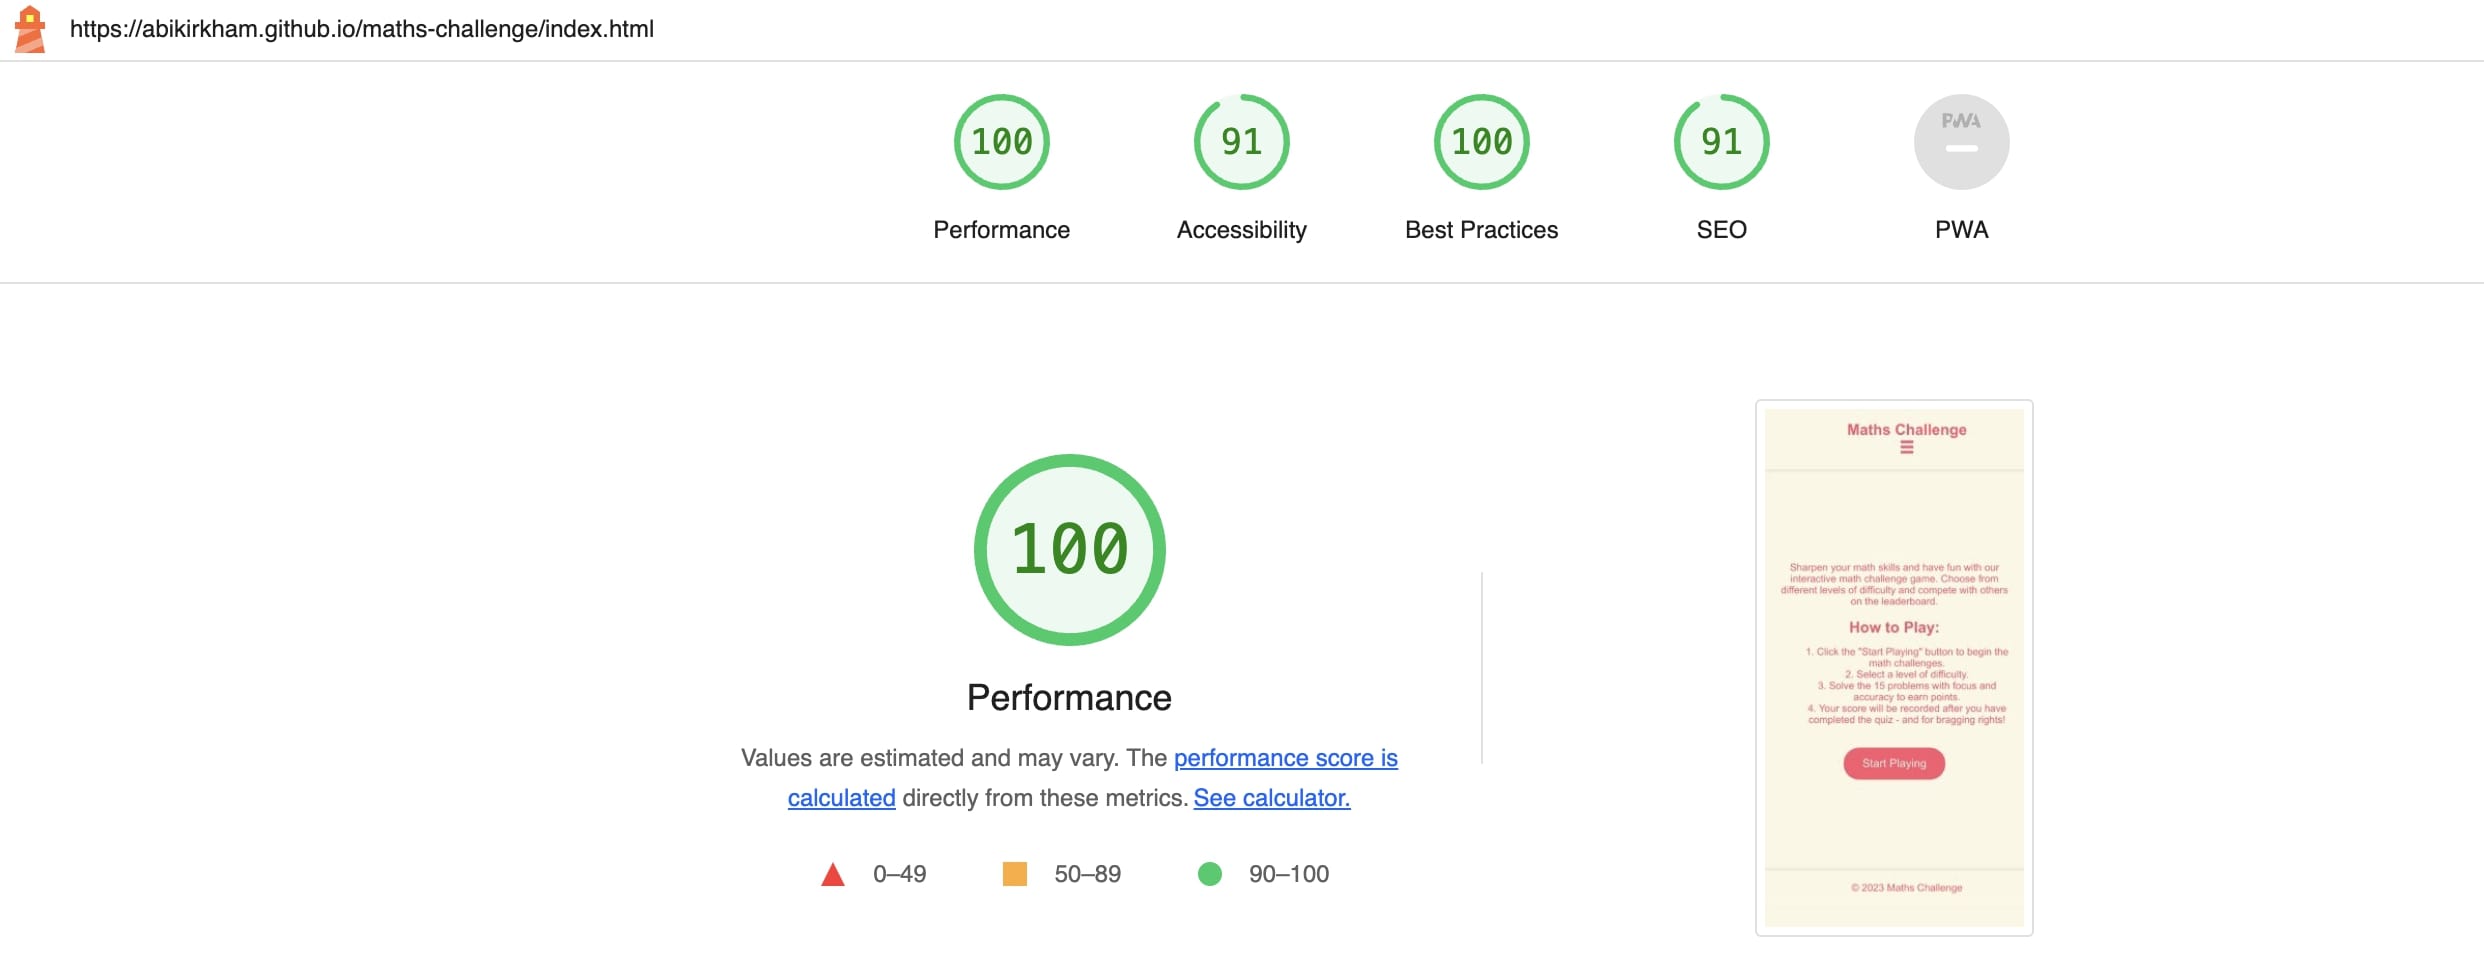 https://abikirkham.github.io/maths-challenge/index.html
100
91
100
91
PWA
Performance
Accessibility
Best Practices
SEO
PWA
100
Performance
Values are estimated and may vary. The performance score is
calculated directly from these metrics. See calculator.
0–49
50–89
90–100
Maths Challenge
Sharpen your math skills and have fun with our
interactive math challenge game. Choose from
different levels of difficulty and compete with others
on the leaderboard.
How to Play:
1. Click the "Start Playing" button to begin the
math challenges.
2. Select a level of difficulty.
3. Solve the 15 problems with focus and
accuracy to earn points.
4. Your score will be recorded after you have
completed the quiz - and for bragging rights!
Start Playing
© 2023 Maths Challenge